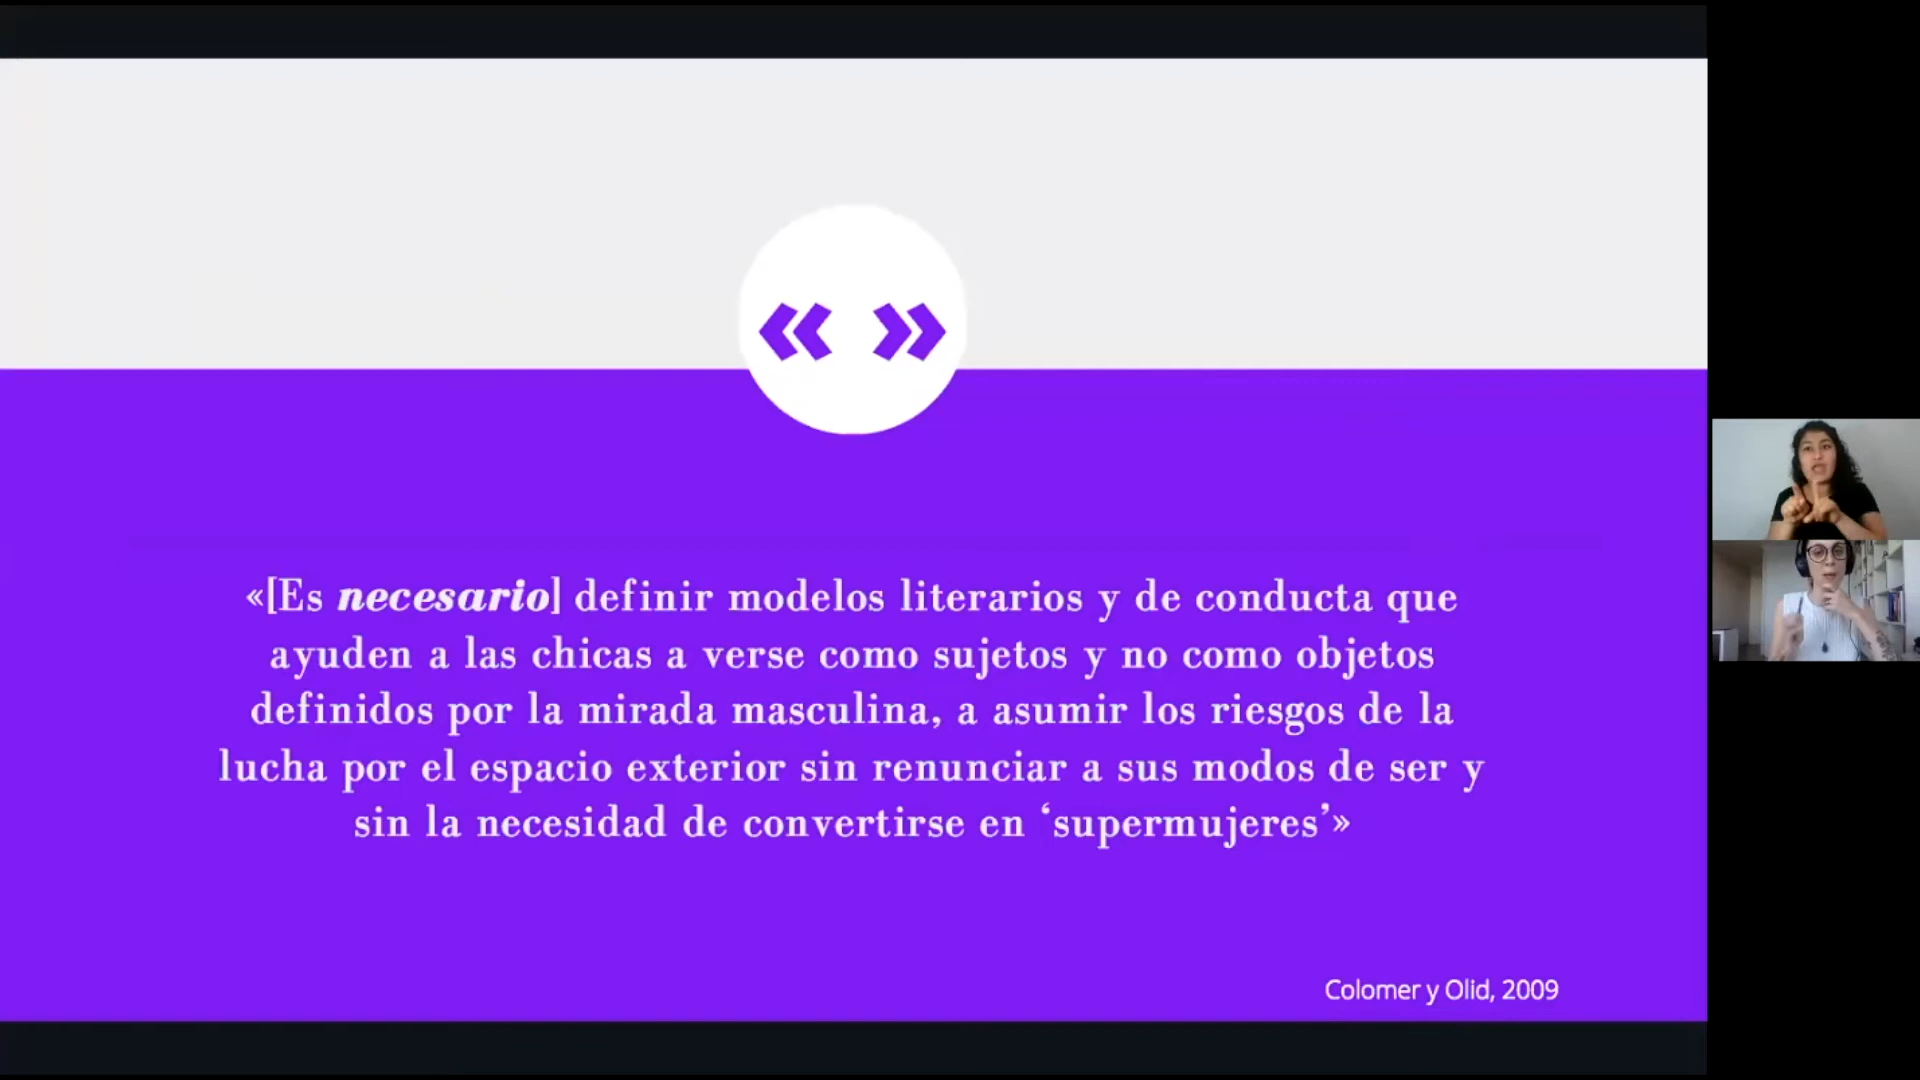 « »
«[Es necesario] definir modelos literarios y de conducta que
ayuden a las chicas a verse como sujetos y no como objetos
definidos por la mirada masculina, a asumir los riesgos de la
lucha por el espacio exterior sin renunciar a sus modos de ser y
sin la necesidad de convertirse en ‘supermujeres’»
Colomer y Olid, 2009